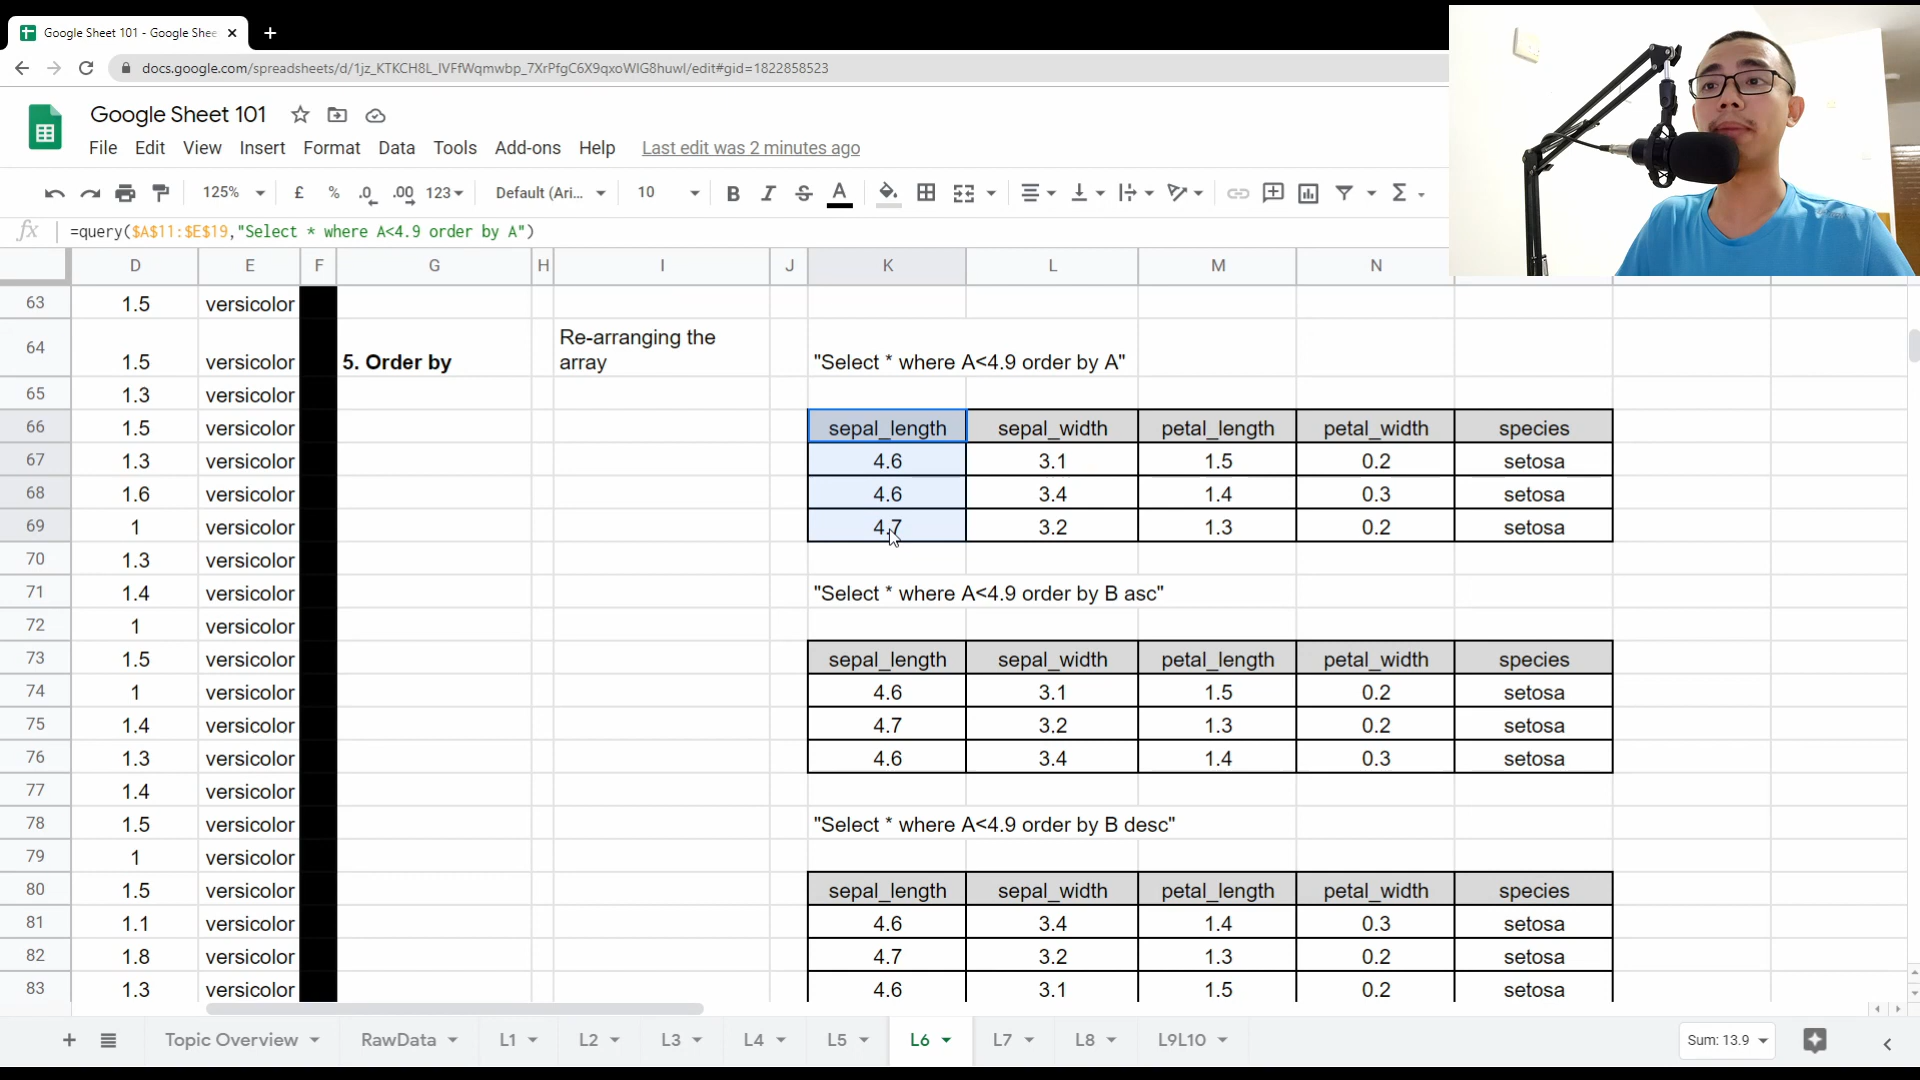 Google Sheet 101 - Google Shee
docs.google.com/spreadsheets/d/1jz_KTKCH8L_IVFfWqmwbp_7XrPfgC6X9qxoWIG8huwI/edit#gid=1822858523
Google Sheet 101
File Edit View Insert Format Data Tools Add-ons Help Last edit was 2 minutes ago
125% £ % .0 .00 123 Default (Ari... 10 B I S A Σ
fx =query($A$11:$E$19,"Select * where A<4.9 order by A")
D E F G H I J K L M N
63 1.5 versicolor
Re-arranging the
64 1.5 versicolor 5. Order by array "Select * where A<4.9 order by A"
65 1.3 versicolor
66 1.5 versicolor sepal_length sepal_width petal_length petal_width species
67 1.3 versicolor 4.6 3.1 1.5 0.2 setosa
68 1.6 versicolor 4.6 3.4 1.4 0.3 setosa
69 1 versicolor 4.7 3.2 1.3 0.2 setosa
70 1.3 versicolor
71 1.4 versicolor "Select * where A<4.9 order by B asc"
72 1 versicolor
73 1.5 versicolor sepal_length sepal_width petal_length petal_width species
74 1 versicolor 4.6 3.1 1.5 0.2 setosa
75 1.4 versicolor 4.7 3.2 1.3 0.2 setosa
76 1.3 versicolor 4.6 3.4 1.4 0.3 setosa
77 1.4 versicolor
78 1.5 versicolor "Select * where A<4.9 order by B desc"
79 1 versicolor
80 1.5 versicolor sepal_length sepal_width petal_length petal_width species
81 1.1 versicolor 4.6 3.4 1.4 0.3 setosa
82 1.8 versicolor 4.7 3.2 1.3 0.2 setosa
83 1.3 versicolor 4.6 3.1 1.5 0.2 setosa
Topic Overview RawData L1 L2 L3 L4 L5 L6 L7 L8 L9L10 Sum: 13.9